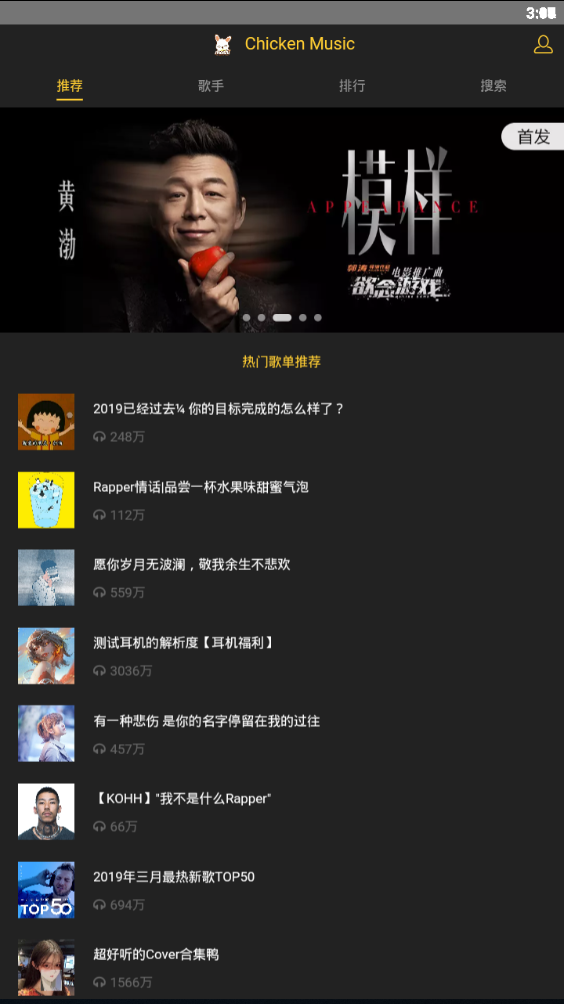 Chicken Music
推荐
歌手
排行
搜索
首发
黄渤
模样
APPEARANCE
电影推广曲
欲念游戏
热门歌单推荐
2019已经过去¼ 你的目标完成的怎么样了？
248万
Rapper情话|品尝一杯水果味甜蜜气泡
112万
愿你岁月无波澜，敬我余生不悲欢
559万
测试耳机的解析度【耳机福利】
3036万
有一种悲伤 是你的名字停留在我的过往
457万
【KOHH】"我不是什么Rapper"
66万
2019年三月最热新歌TOP50
694万
TOP50
超好听的Cover合集鸭
1566万